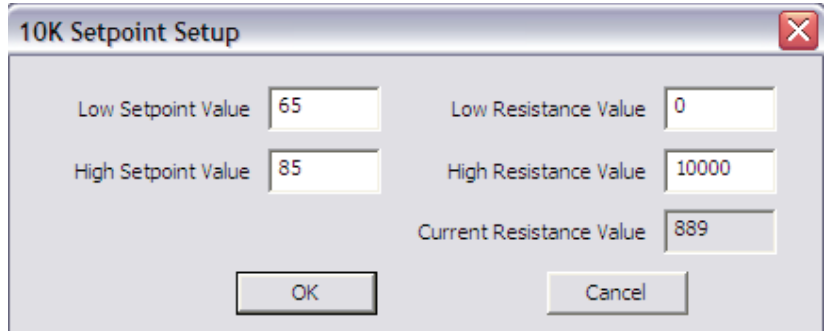 10K Setpoint Setup
Low Setpoint Value 65 Low Resistance Value 0
High Setpoint Value 85 High Resistance Value 10000
Current Resistance Value 889
OK Cancel